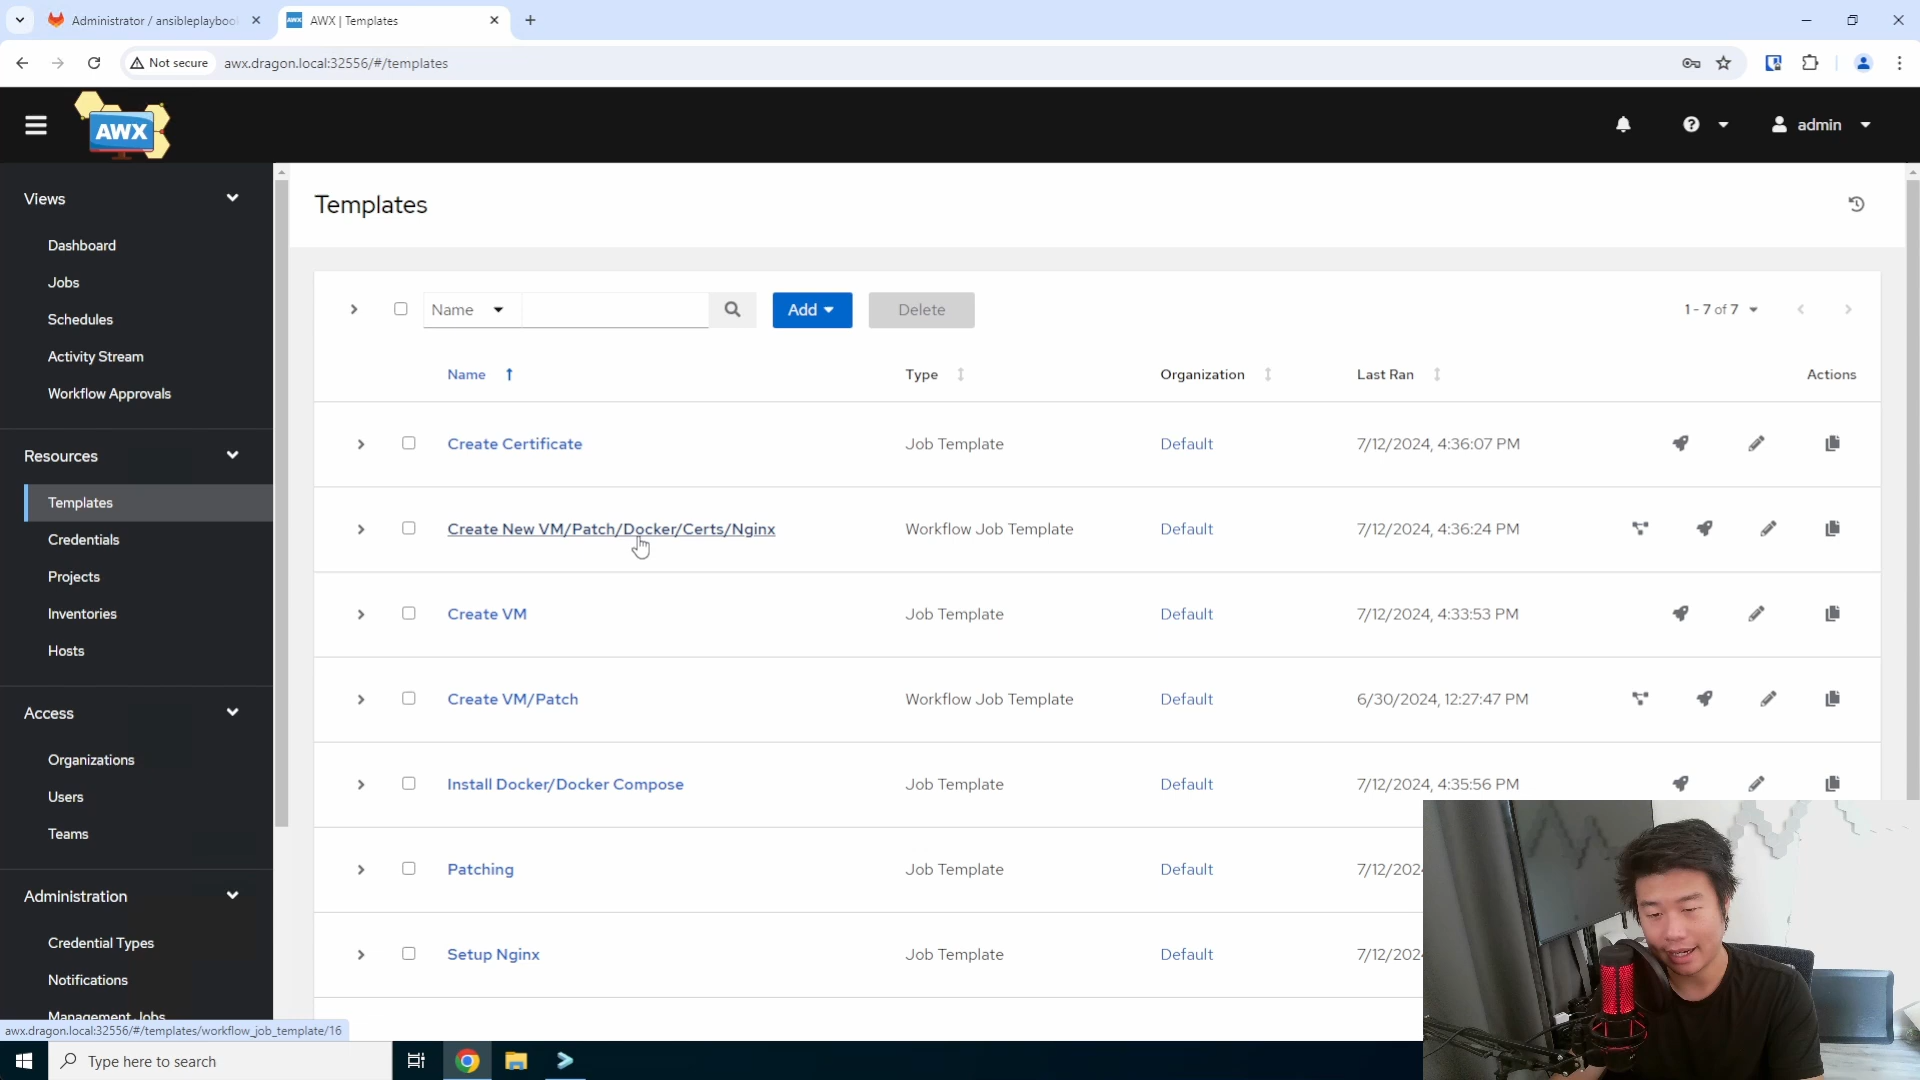 Administrator / ansibleplaybook
AWX | Templates
Not secure
awx.dragon.local:32556/#/templates
AWX
admin
Views
Dashboard
Jobs
Schedules
Activity Stream
Workflow Approvals
Resources
Templates
Credentials
Projects
Inventories
Hosts
Access
Organizations
Users
Teams
Administration
Credential Types
Notifications
Management Jobs
Templates
Name
Add
Delete
1 - 7 of 7
Name Type Organization Last Ran Actions
Create Certificate Job Template Default 7/12/2024, 4:36:07 PM
Create New VM/Patch/Docker/Certs/Nginx Workflow Job Template Default 7/12/2024, 4:36:24 PM
Create VM Job Template Default 7/12/2024, 4:33:53 PM
Create VM/Patch Workflow Job Template Default 6/30/2024, 12:27:47 PM
Install Docker/Docker Compose Job Template Default 7/12/2024, 4:35:56 PM
Patching Job Template Default 7/12/202
Setup Nginx Job Template Default 7/12/202
awx.dragon.local:32556/#/templates/workflow_job_template/16
Type here to search